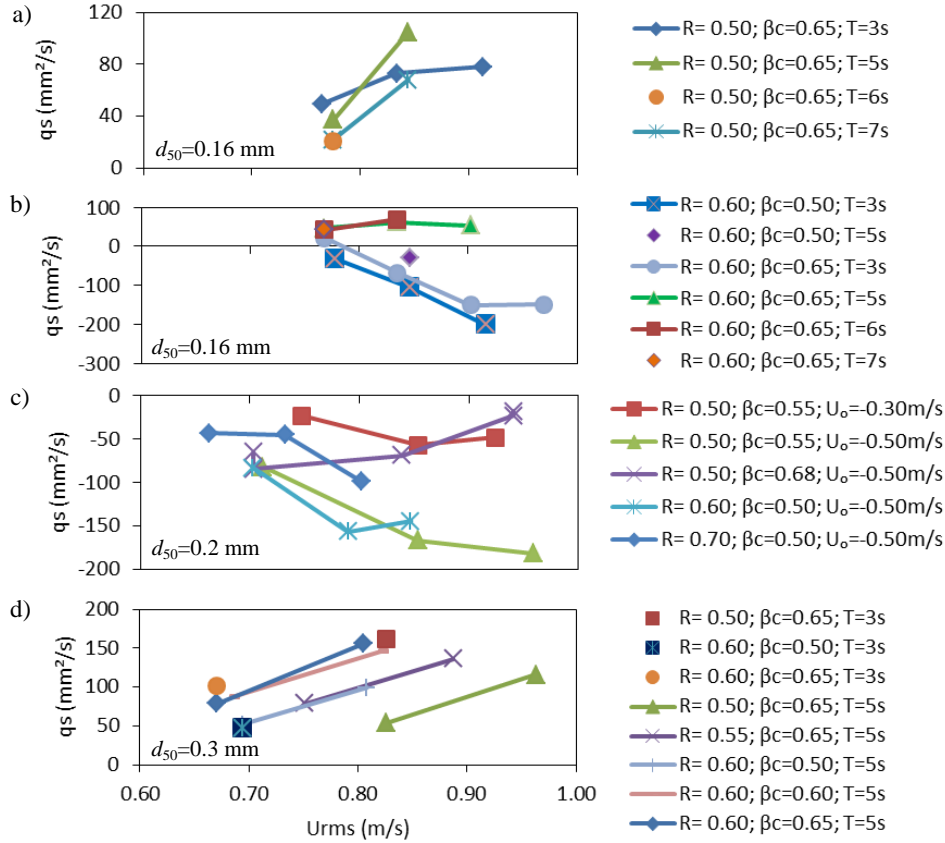 a)
qs (mm²/s)
120
80
40
0
d50=0.16 mm
R= 0.50; βc=0.65; T=3s
R= 0.50; βc=0.65; T=5s
R= 0.50; βc=0.65; T=6s
R= 0.50; βc=0.65; T=7s
b)
qs (mm²/s)
100
0
-100
-200
-300
d50=0.16 mm
R= 0.60; βc=0.50; T=3s
R= 0.60; βc=0.50; T=5s
R= 0.60; βc=0.65; T=3s
R= 0.60; βc=0.65; T=5s
R= 0.60; βc=0.65; T=6s
R= 0.60; βc=0.65; T=7s
c)
qs (mm²/s)
0
-50
-100
-150
-200
d50=0.2 mm
R= 0.50; βc=0.55; Uₒ=-0.30m/s
R= 0.50; βc=0.55; Uₒ=-0.50m/s
R= 0.50; βc=0.68; Uₒ=-0.50m/s
R= 0.60; βc=0.50; Uₒ=-0.50m/s
R= 0.70; βc=0.50; Uₒ=-0.50m/s
d)
qs (mm²/s)
200
150
100
50
0
d50=0.3 mm
0.60 0.70 0.80 0.90 1.00
Urms (m/s)
R= 0.50; βc=0.65; T=3s
R= 0.60; βc=0.50; T=3s
R= 0.60; βc=0.65; T=3s
R= 0.50; βc=0.65; T=5s
R= 0.55; βc=0.65; T=5s
R= 0.60; βc=0.50; T=5s
R= 0.60; βc=0.60; T=5s
R= 0.60; βc=0.65; T=5s